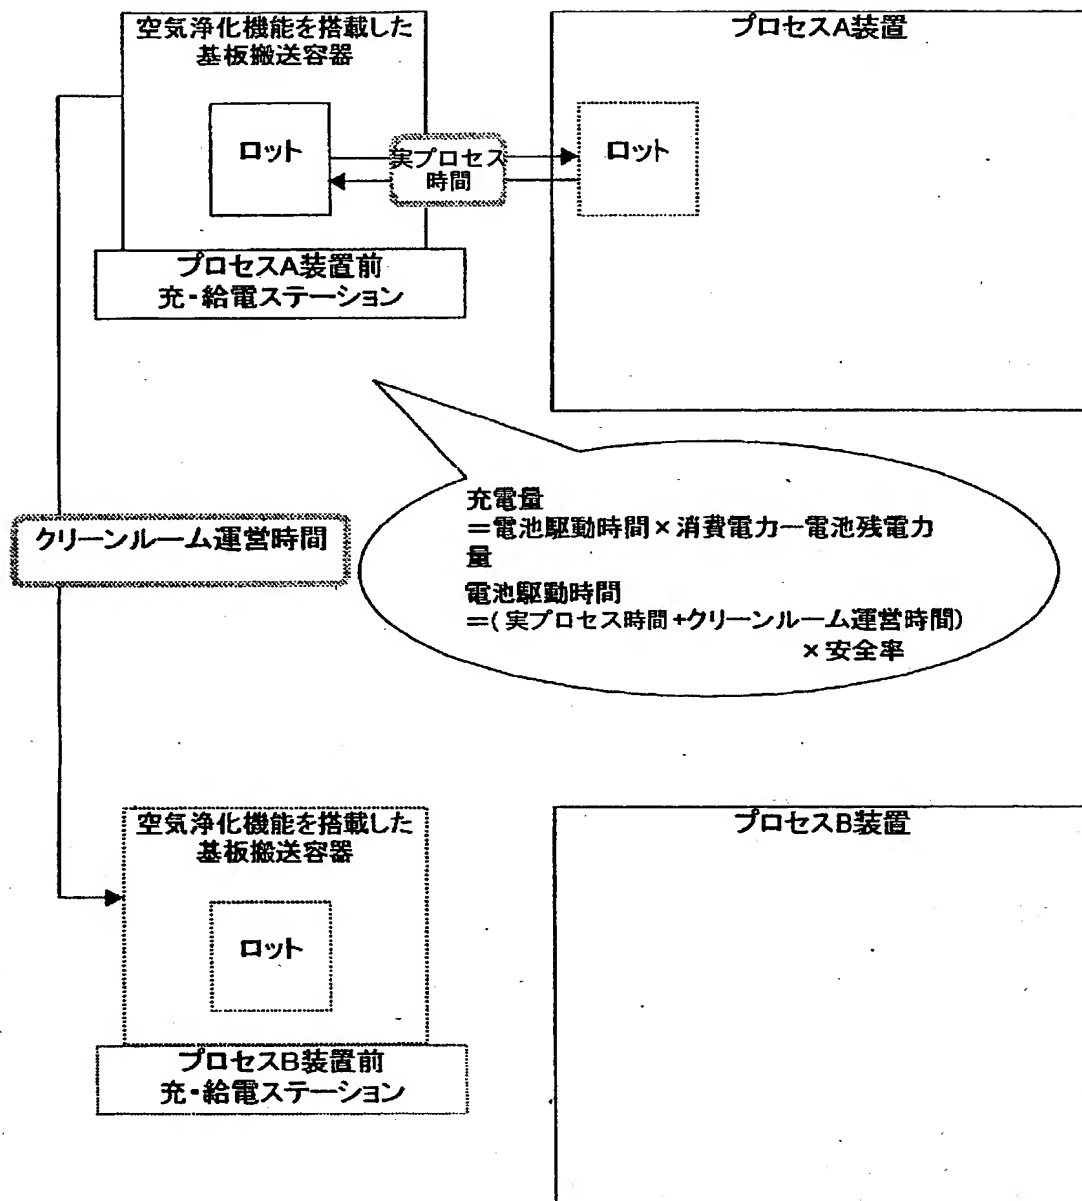 空気浄化機能を搭載した
基板搬送容器
プロセスA装置
ロット
実プロセス
時間
ロット
プロセスA装置前
充・給電ステーション
充電量
=電池駆動時間×消費電力ー電池残電力
量
電池駆動時間
=(実プロセス時間+クリーンルーム運営時間)
×安全率
クリーンルーム運営時間
空気浄化機能を搭載した
基板搬送容器
プロセスB装置
ロット
プロセスB装置前
充・給電ステーション